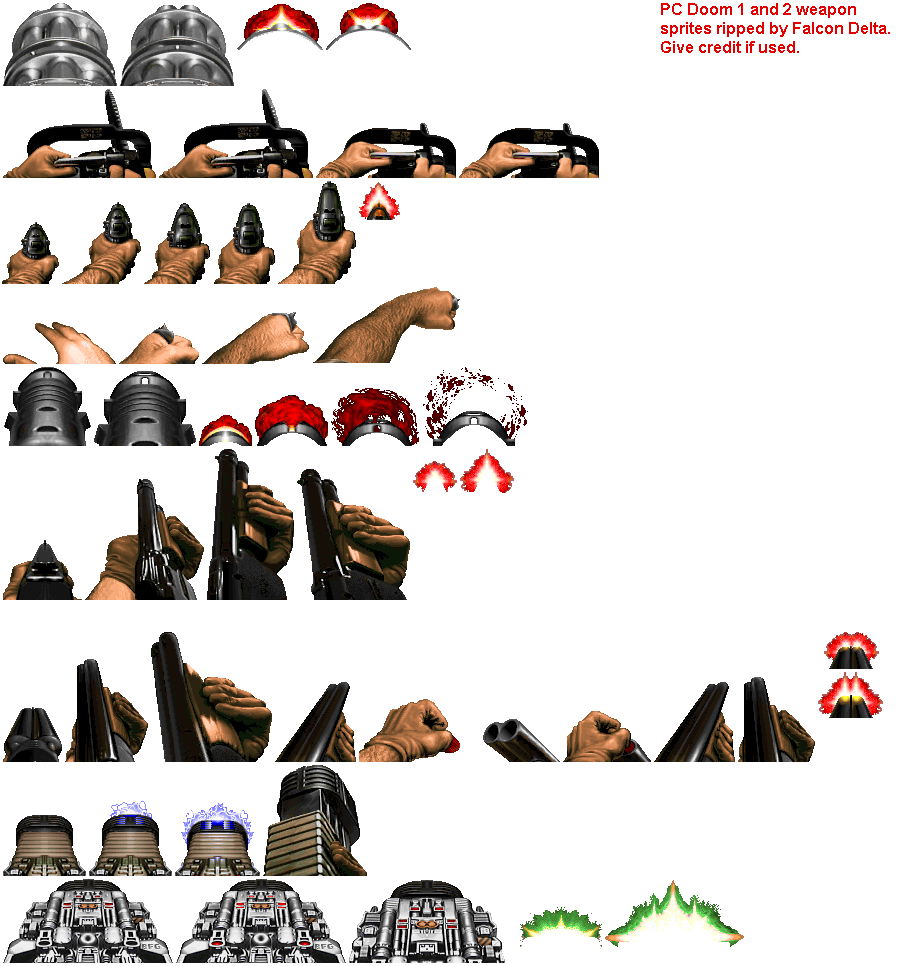 PC Doom 1 and 2 weapon
sprites ripped by Falcon Delta.
Give credit if used.
BFG
BFG